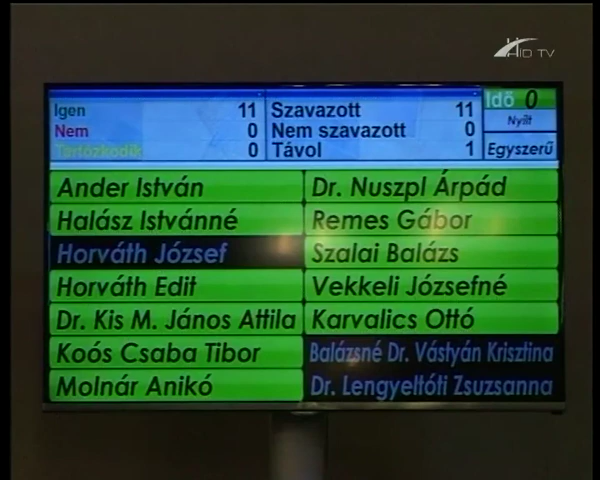 HÍD TV
Igen 11
Nem 0
Tartózkodik 0
Szavazott 11
Nem szavazott 0
Távol 1
Idő 0
Nyílt
Egyszerű
Ander István
Halász Istvánné
Horváth József
Horváth Edit
Dr. Kis M. János Attila
Koós Csaba Tibor
Molnár Anikó
Dr. Nuszpl Árpád
Remes Gábor
Szalai Balázs
Vekkeli Józsefné
Karvalics Ottó
Balázsné Dr. Vástyán Krisztina
Dr. Lengyeltóti Zsuzsanna